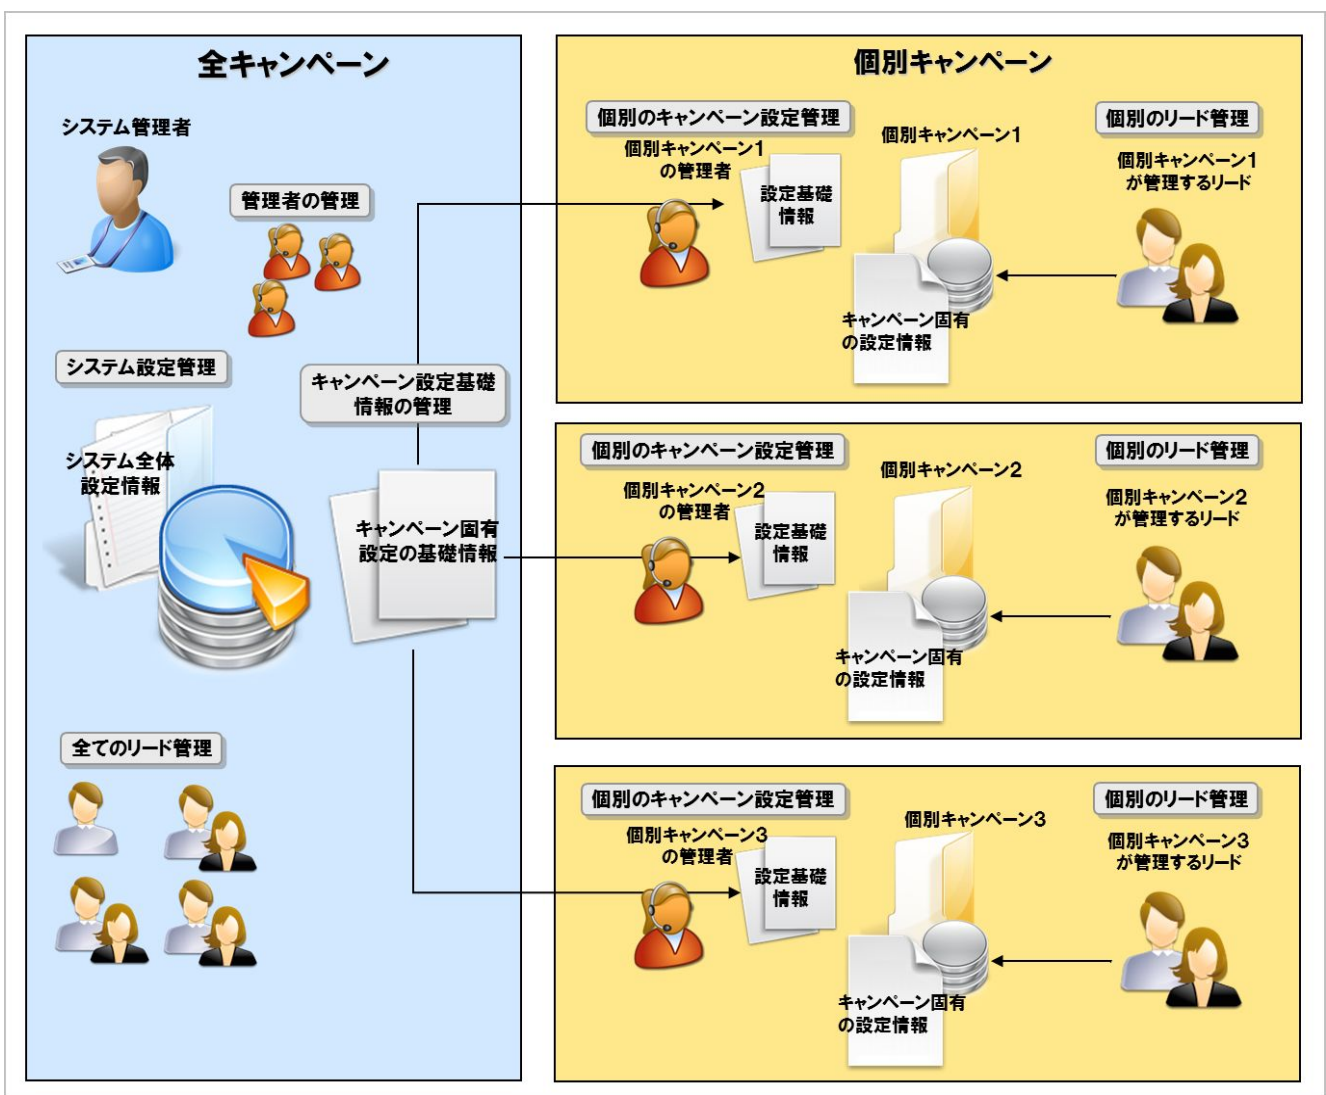 全キャンペーン
システム管理者
管理者の管理
システム設定管理
システム全体
設定情報
キャンペーン設定基礎
情報の管理
キャンペーン固有
設定の基礎情報
全てのリード管理
個別キャンペーン
個別のキャンペーン設定管理
個別キャンペーン1
の管理者
設定基礎
情報
個別キャンペーン1
キャンペーン固有
の設定情報
個別のリード管理
個別キャンペーン1
が管理するリード
個別のキャンペーン設定管理
個別キャンペーン2
の管理者
設定基礎
情報
個別キャンペーン2
キャンペーン固有
の設定情報
個別のリード管理
個別キャンペーン2
が管理するリード
個別のキャンペーン設定管理
個別キャンペーン3
の管理者
設定基礎
情報
個別キャンペーン3
キャンペーン固有
の設定情報
個別のリード管理
個別キャンペーン3
が管理するリード